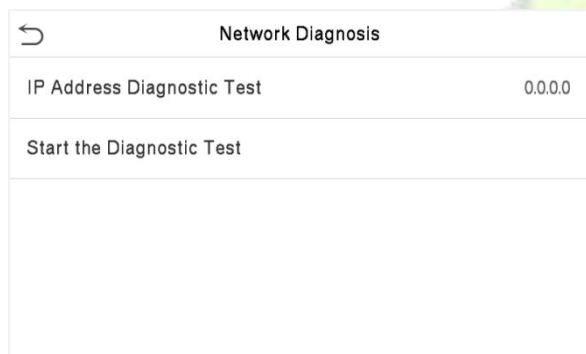 Network Diagnosis
IP Address Diagnostic Test 0.0.0.0
Start the Diagnostic Test